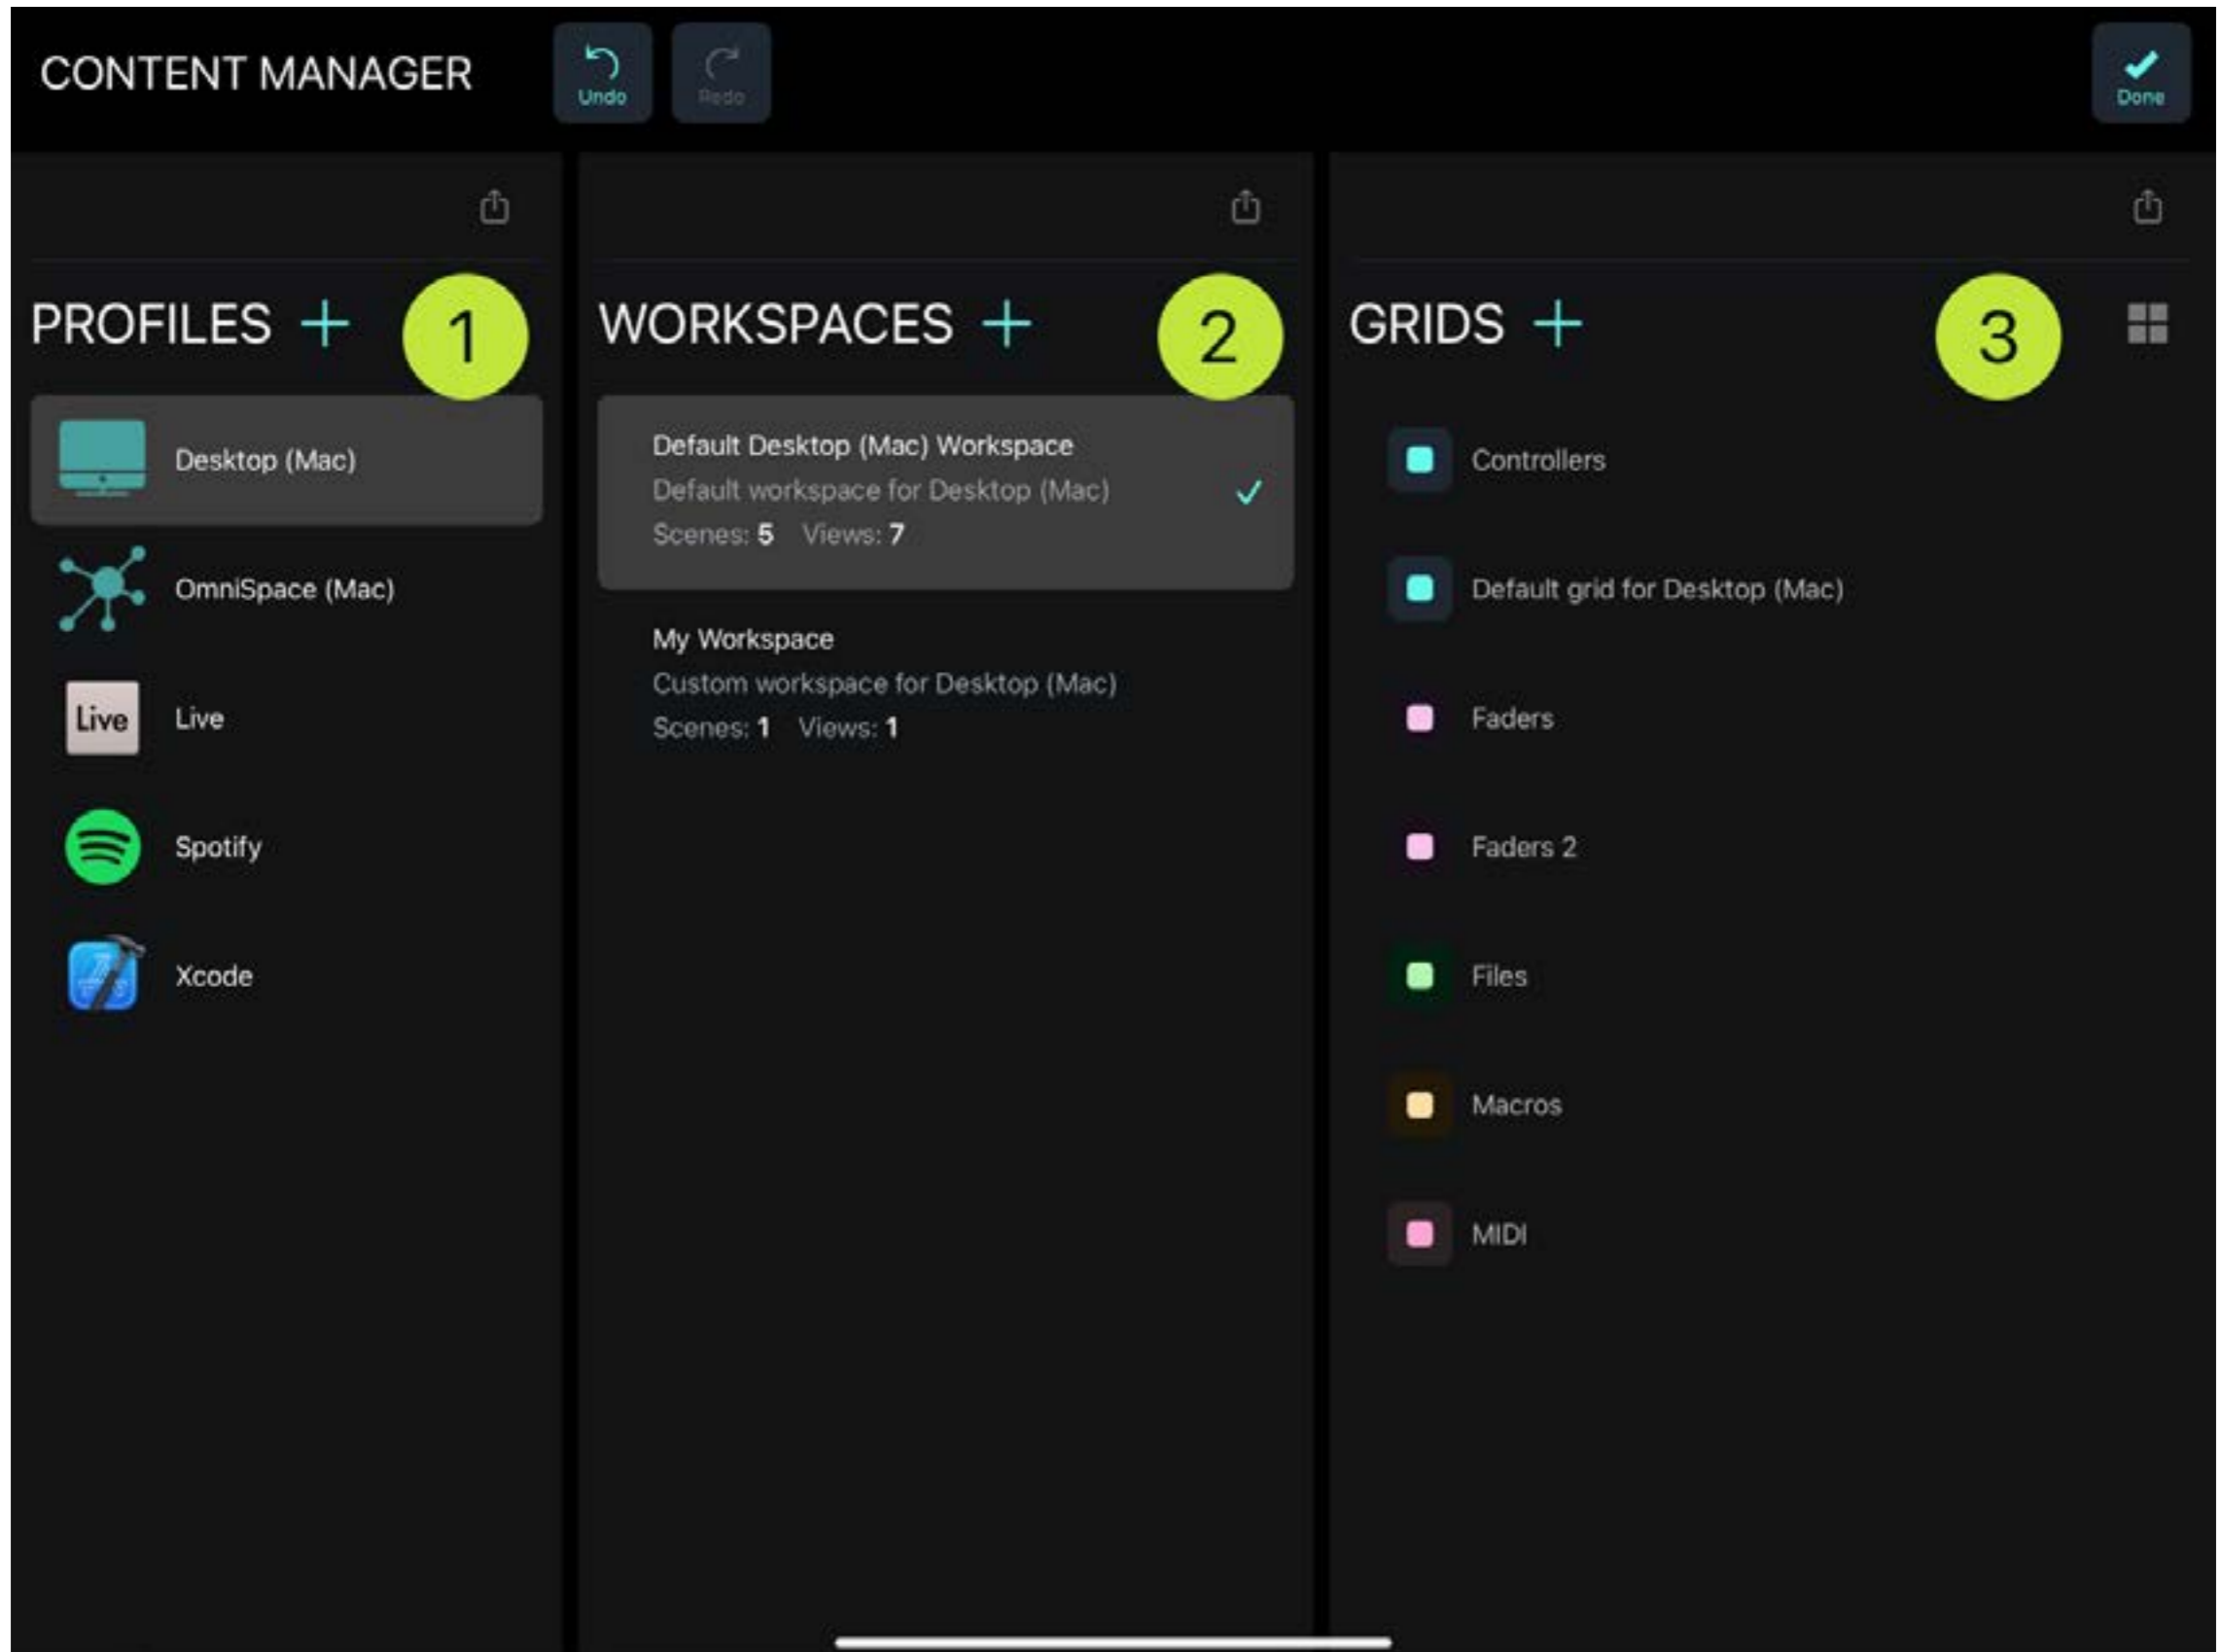 CONTENT MANAGER
Undo
Redo
Done
PROFILES +
1
Desktop (Mac)
OmniSpace (Mac)
Live
Live
Spotify
Xcode
WORKSPACES +
2
Default Desktop (Mac) Workspace
Default workspace for Desktop (Mac)
Scenes: 5 Views: 7
My Workspace
Custom workspace for Desktop (Mac)
Scenes: 1 Views: 1
GRIDS +
3
Controllers
Default grid for Desktop (Mac)
Faders
Faders 2
Files
Macros
MIDI